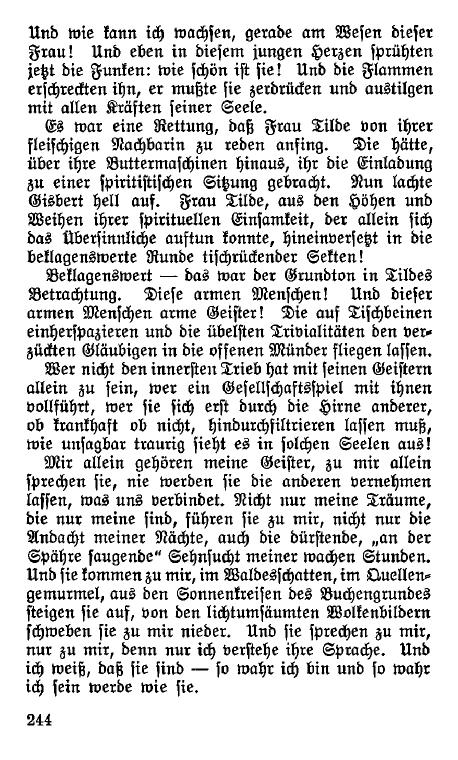 Und wie kann ich wachsen, gerade am Wesen dieser
Frau! Und eben in diesem jungen Herzen sprühten
jetzt die Funken: wie schön ist sie! Und die Flammen
erschreckten ihn, er mußte sie zerdrücken und austilgen
mit allen Kräften seiner Seele.
Es war eine Rettung, daß Frau Tilde von ihrer
fleischigen Nachbarin zu reden anfing. Die hätte,
über ihre Buttermaschinen hinaus, ihr die Einladung
zu einer spiritistischen Sitzung gebracht. Nun lachte
Gisbert hell auf. Frau Tilde, aus den Höhen und
Weihen ihrer spirituellen Einsamkeit, der allein sich
das Übersinnliche auftun konnte, hineinversetzt in die
beklagenswerte Runde tischrückender Sekten!
Beklagenswert — das war der Grundton in Tildes
Betrachtung. Diese armen Menschen! Und dieser
armen Menschen arme Geister! Die auf Tischbeinen
einherspazieren und die übelsten Trivialitäten den ver-
zückten Gläubigen in die offenen Münder fliegen lassen.
Wer nicht den innersten Trieb hat mit seinen Geistern
allein zu sein, wer ein Gesellschaftsspiel mit ihnen
vollführt, wer sie sich erst durch die Hirne anderer,
ob krankhaft ob nicht, hindurchfiltrieren lassen muß,
wie unsagbar traurig sieht es in solchen Seelen aus!
Mir allein gehören meine Geister, zu mir allein
sprechen sie, nie werden sie die anderen vernehmen
lassen, was uns verbindet. Nicht nur meine Träume,
die nur meine sind, führen sie zu mir, nicht nur die
Andacht meiner Nächte, auch die dürstende, „an der
Sphäre saugende“ Sehnsucht meiner wachen Stunden.
Und sie kommen zu mir, im Waldesschatten, im Quellen-
gemurmel, aus den Sonnenkreisen des Buchengrundes
steigen sie auf, von den lichtumsäumten Wolkenbildern
schweben sie zu mir nieder. Und sie sprechen zu mir,
nur zu mir, denn nur ich verstehe ihre Sprache. Und
ich weiß, daß sie sind — so wahr ich bin und so wahr
ich sein werde wie sie.
244